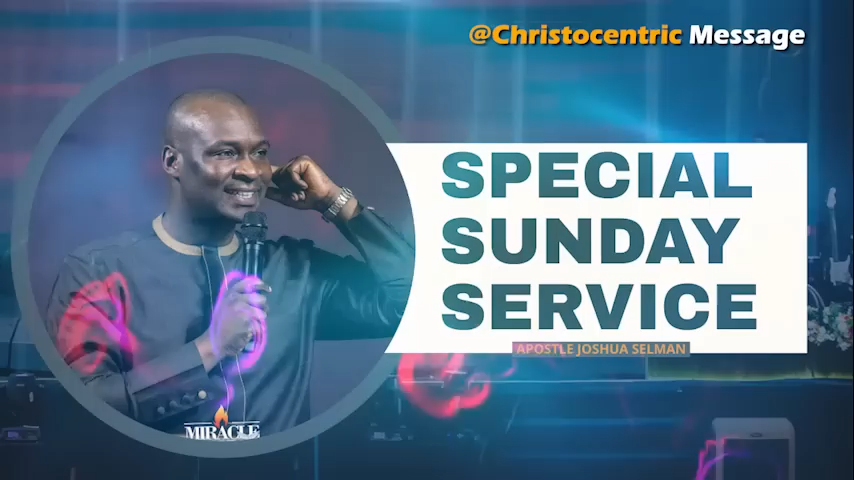 @Christocentric Message
SPECIAL
SUNDAY
SERVICE
APOSTLE JOSHUA SELMAN
MIRACLE